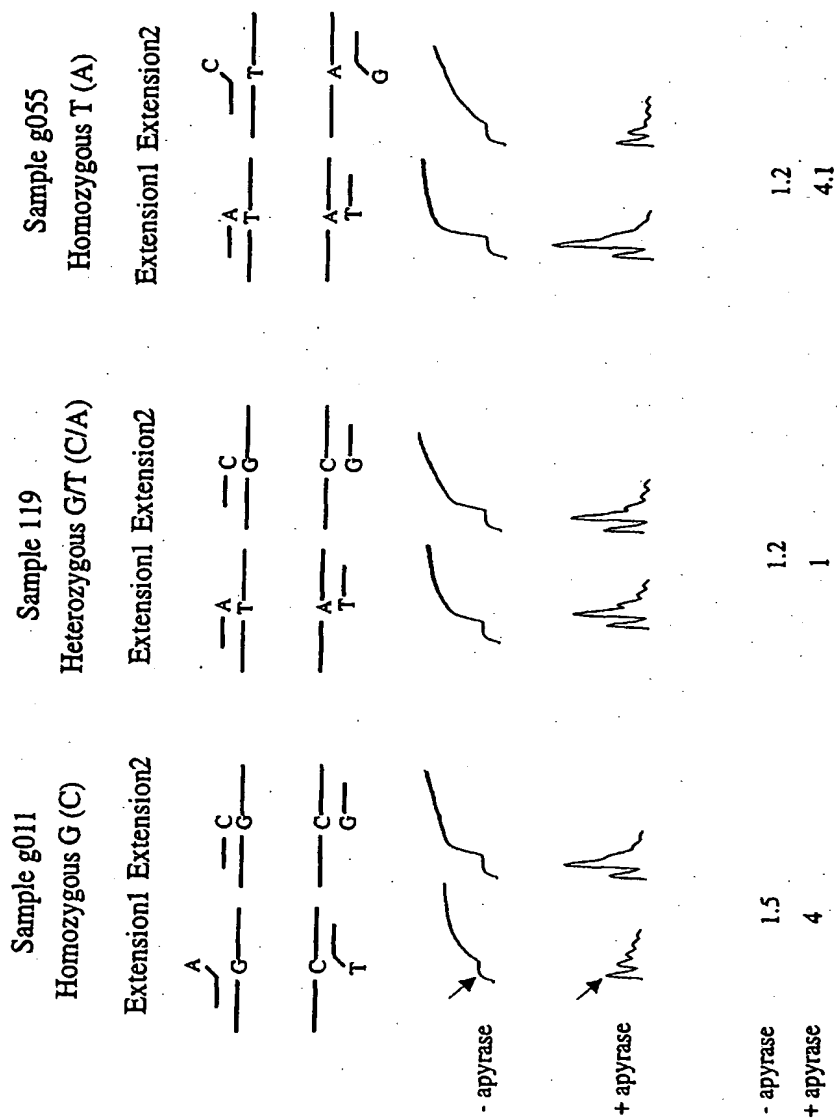 Sample g011 Sample 119 Sample g055
Homozygous G (C) Heterozygous G/T (C/A) Homozygous T (A)
Extension1 Extension2 Extension1 Extension2 Extension1 Extension2
A C A C A C
G G T G T T
C C A C A A
T G T G T G
- apyrase
+ apyrase
- apyrase 1.5 1.2 1.2
+ apyrase 4 1 4.1